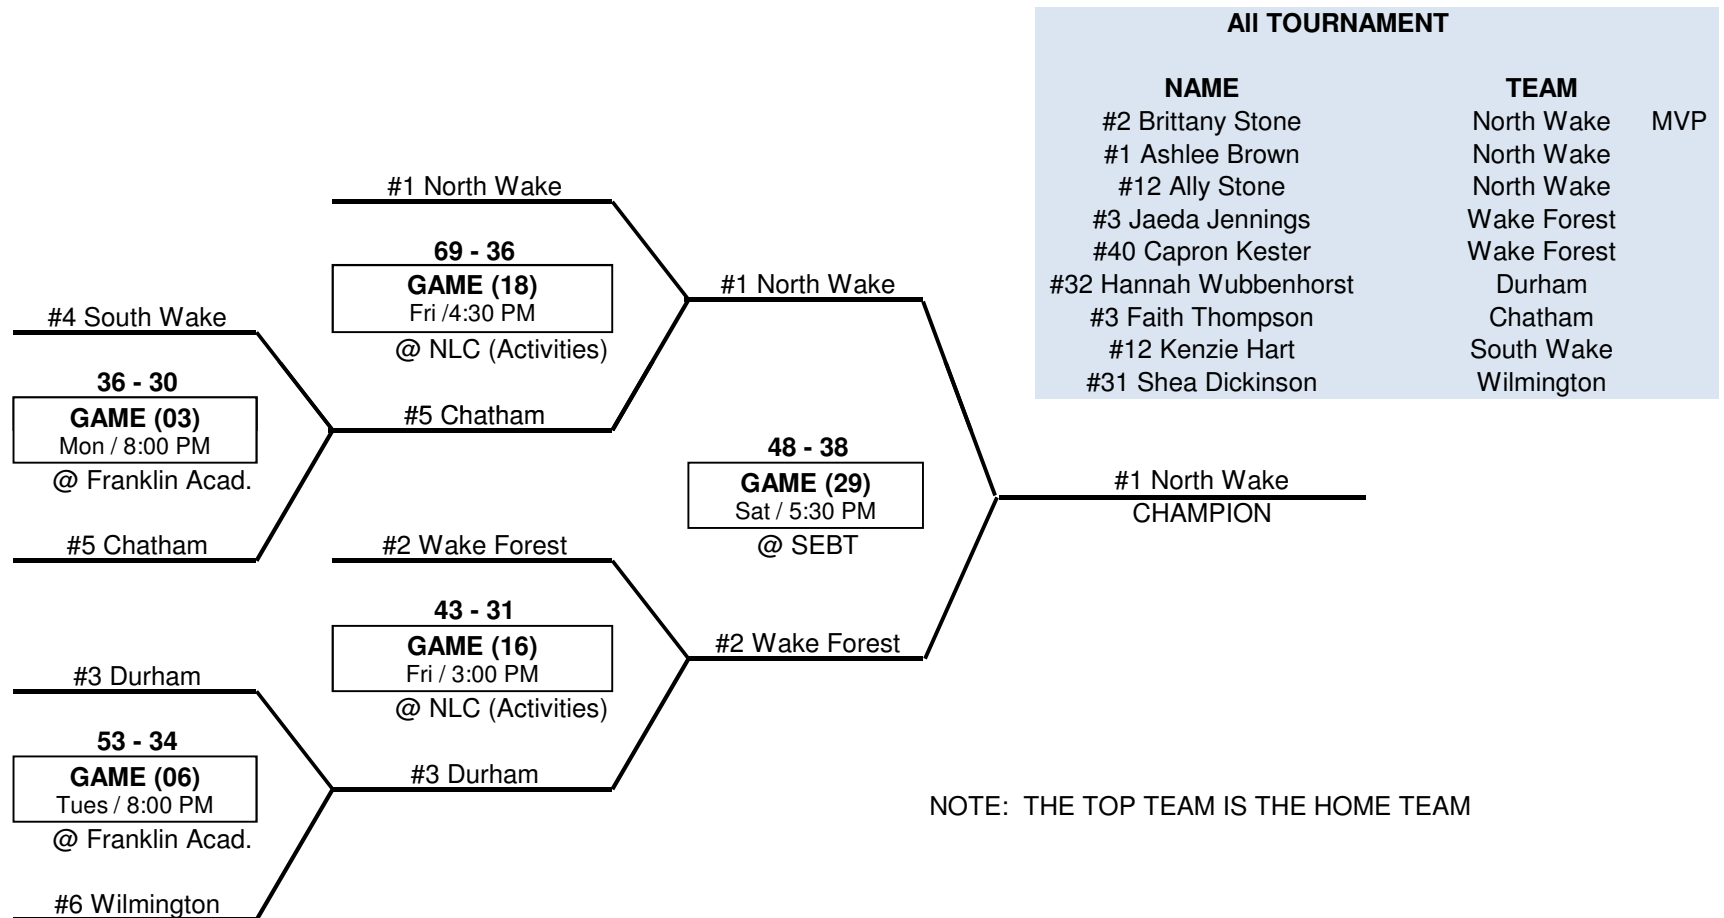 All TOURNAMENT
NAME TEAM
#2 Brittany Stone North Wake MVP
#1 Ashlee Brown North Wake
#12 Ally Stone North Wake
#3 Jaeda Jennings Wake Forest
#40 Capron Kester Wake Forest
#32 Hannah Wubbenhorst Durham
#3 Faith Thompson Chatham
#12 Kenzie Hart South Wake
#31 Shea Dickinson Wilmington
#4 South Wake
36 - 30
GAME (03)
Mon / 8:00 PM
@ Franklin Acad.
#5 Chatham
#3 Durham
53 - 34
GAME (06)
Tues / 8:00 PM
@ Franklin Acad.
#6 Wilmington
#1 North Wake
69 - 36
GAME (18)
Fri /4:30 PM
@ NLC (Activities)
#5 Chatham
#2 Wake Forest
43 - 31
GAME (16)
Fri / 3:00 PM
@ NLC (Activities)
#3 Durham
#1 North Wake
48 - 38
GAME (29)
Sat / 5:30 PM
@ SEBT
#2 Wake Forest
#1 North Wake
CHAMPION
NOTE: THE TOP TEAM IS THE HOME TEAM